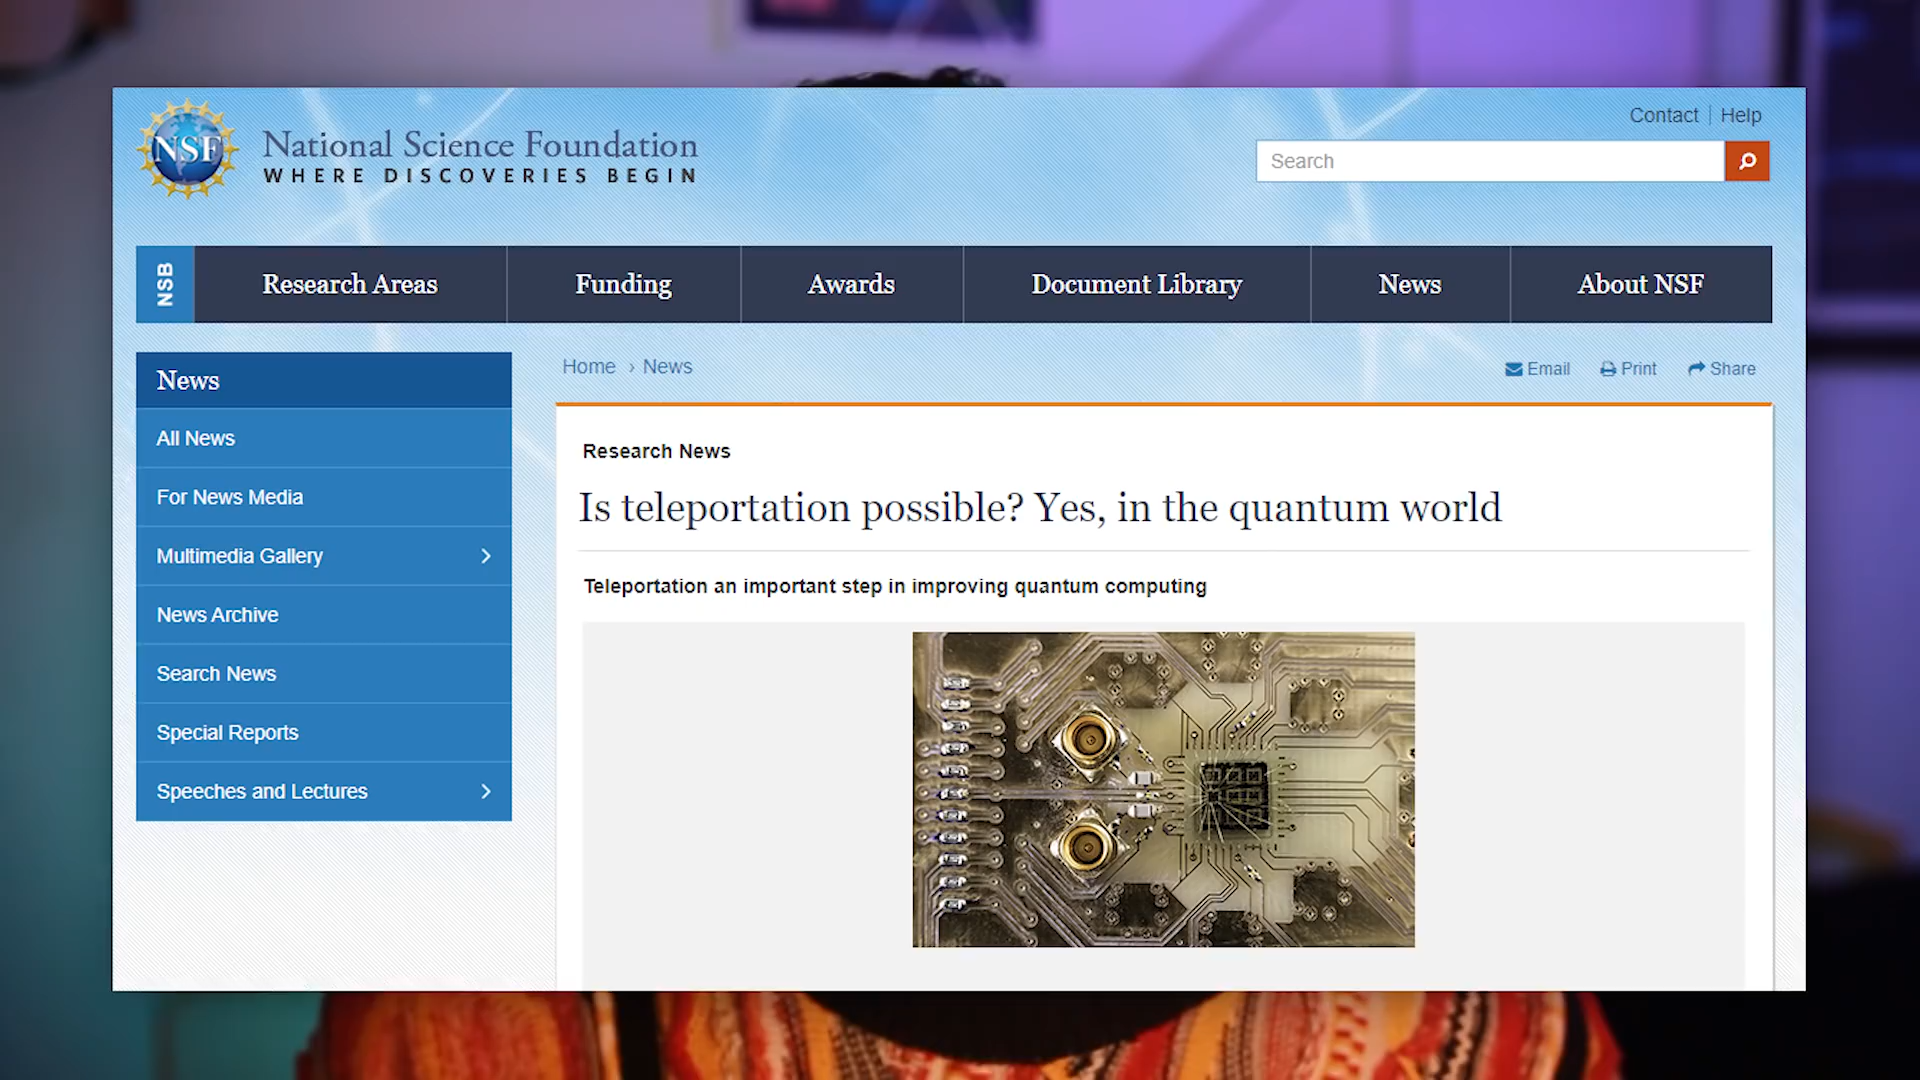 NSF
National Science Foundation
WHERE DISCOVERIES BEGIN
Contact
Help
Search
NSB
Research Areas
Funding
Awards
Document Library
News
About NSF
News
All News
For News Media
Multimedia Gallery
News Archive
Search News
Special Reports
Speeches and Lectures
Home › News
Email
Print
Share
Research News
Is teleportation possible? Yes, in the quantum world
Teleportation an important step in improving quantum computing